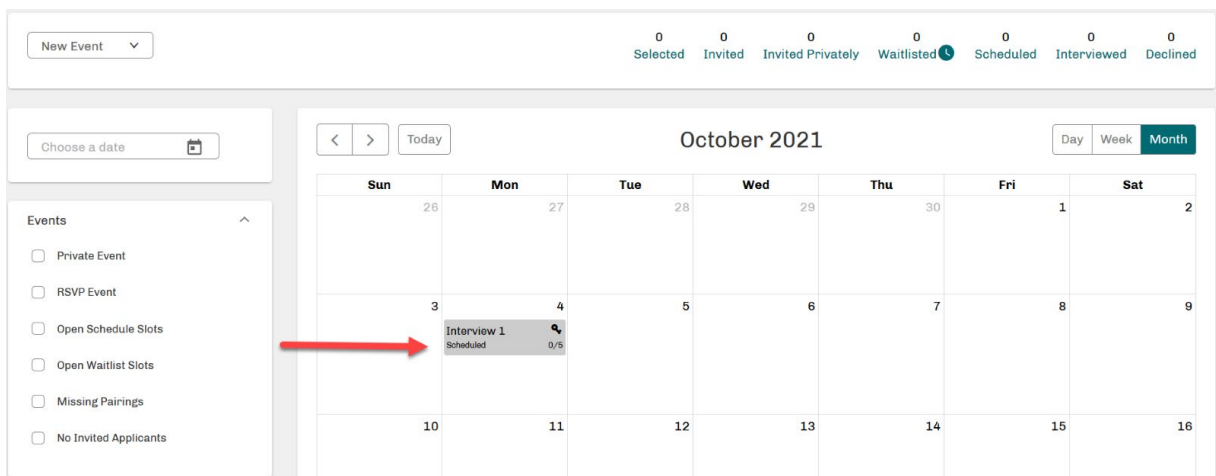 New Event
0 0 0 0 0 0 0
Selected Invited Invited Privately Waitlisted Scheduled Interviewed Declined
Choose a date
Today
October 2021
Day Week Month
Sun Mon Tue Wed Thu Fri Sat
26 27 28 29 30 1 2
Events
Private Event
RSVP Event
Open Schedule Slots
Open Waitlist Slots
Missing Pairings
No Invited Applicants
3 4 5 6 7 8 9
Interview 1
Scheduled 0/5
10 11 12 13 14 15 16